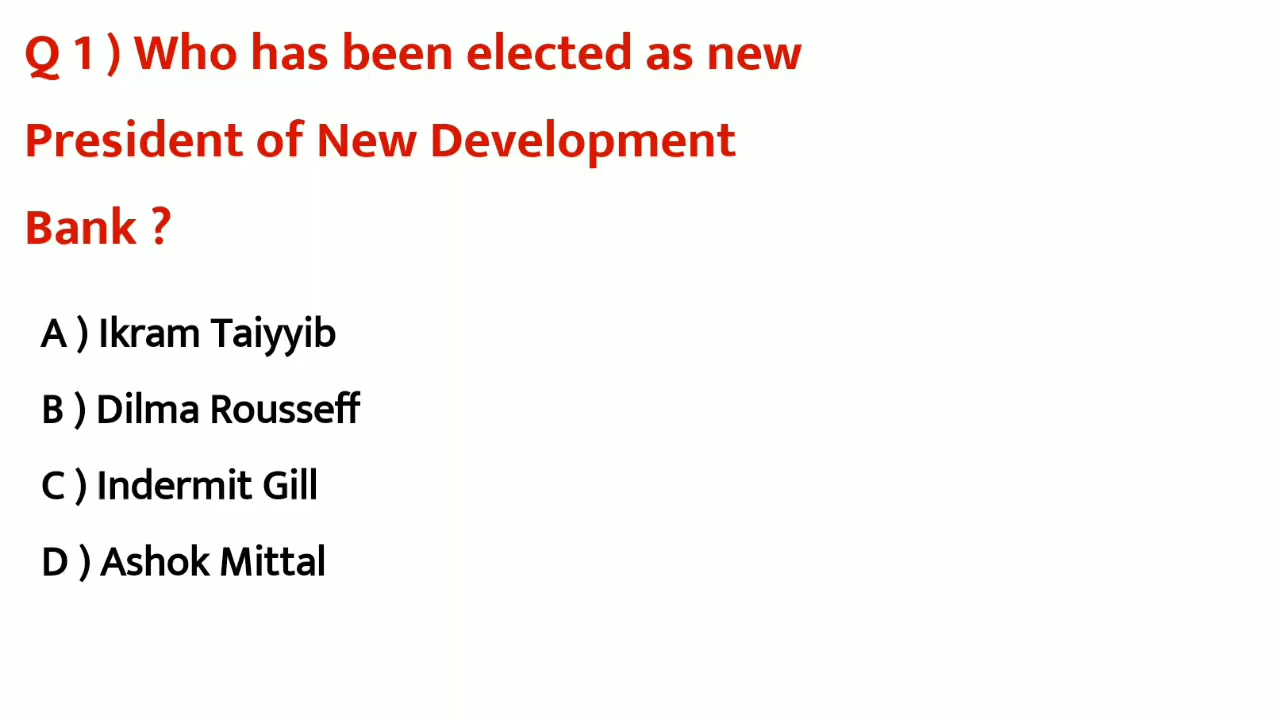 Q 1 ) Who has been elected as new
President of New Development
Bank ?
A ) Ikram Taiyyib
B ) Dilma Rousseff
C ) Indermit Gill
D ) Ashok Mittal